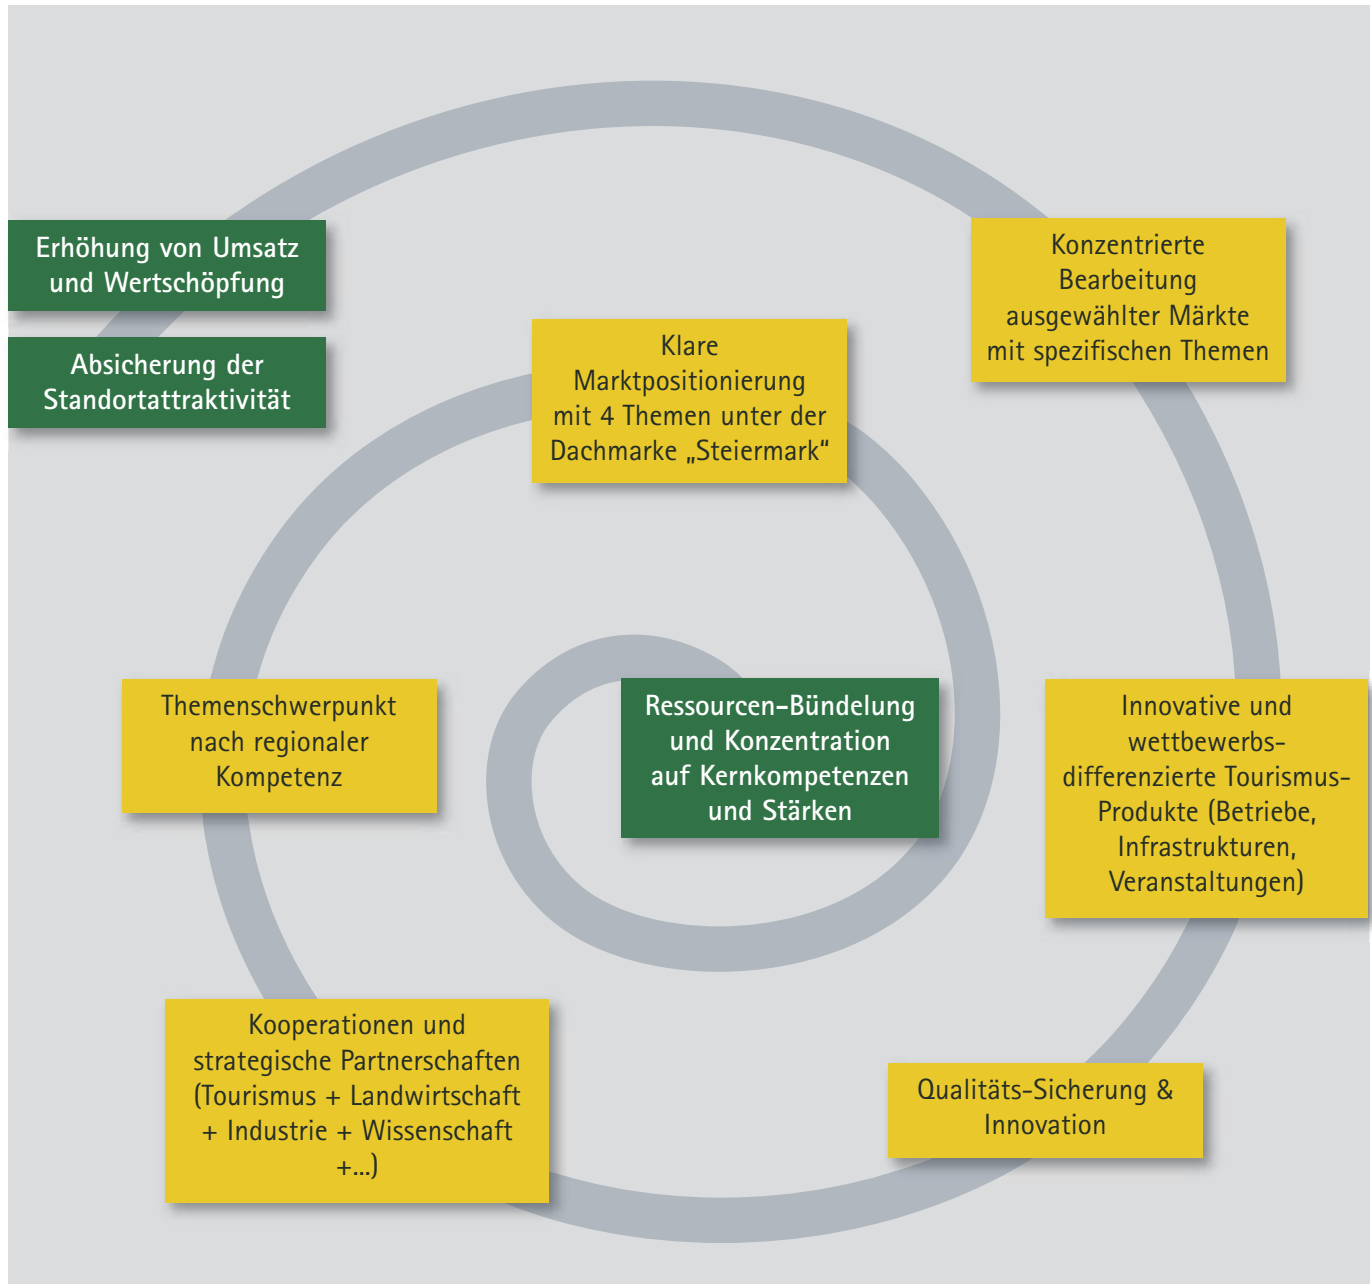 Erhöhung von Umsatz
und Wertschöpfung
Absicherung der
Standortattraktivität
Konzentrierte
Bearbeitung
ausgewählter Märkte
mit spezifischen Themen
Klare
Marktpositionierung
mit 4 Themen unter der
Dachmarke „Steiermark“
Themenschwerpunkt
nach regionaler
Kompetenz
Ressourcen-Bündelung
und Konzentration
auf Kernkompetenzen
und Stärken
Innovative und
wettbewerbs-
differenzierte Tourismus-
Produkte (Betriebe,
Infrastrukturen,
Veranstaltungen)
Kooperationen und
strategische Partnerschaften
(Tourismus + Landwirtschaft
+ Industrie + Wissenschaft
+...)
Qualitäts-Sicherung &
Innovation